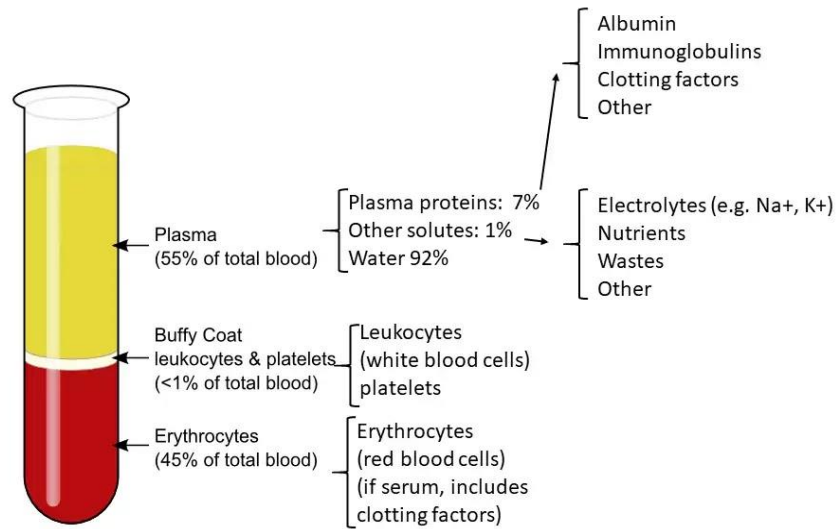 Albumin
Immunoglobulins
Clotting factors
Other
Plasma
(55% of total blood)
Plasma proteins: 7%
Other solutes: 1%
Water 92%
Electrolytes (e.g. Na+, K+)
Nutrients
Wastes
Other
Buffy Coat
leukocytes & platelets
(<1% of total blood)
Leukocytes
(white blood cells)
platelets
Erythrocytes
(45% of total blood)
Erythrocytes
(red blood cells)
(if serum, includes
clotting factors)